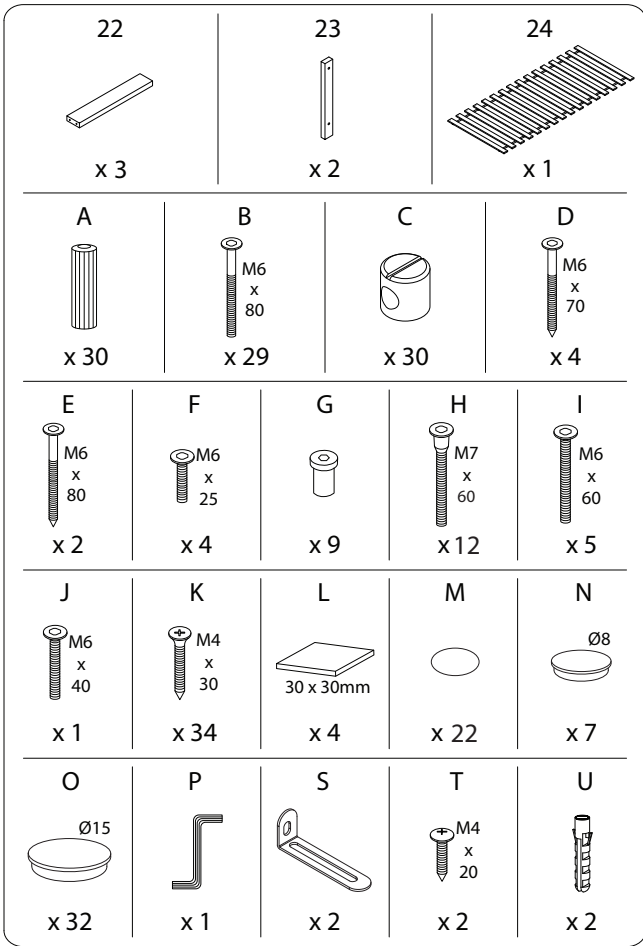 22 23 24
x 3 x 2 x 1
A B C D
M6 x 80 M6 x 70
x 30 x 29 x 30 x 4
E F G H I
M6 x 80 M6 x 25 M7 x 60 M6 x 60
x 2 x 4 x 9 x 12 x 5
J K L M N
M6 x 40 M4 x 30 30 x 30mm Ø8
x 1 x 34 x 4 x 22 x 7
O P S T U
Ø15 M4 x 20
x 32 x 1 x 2 x 2 x 2